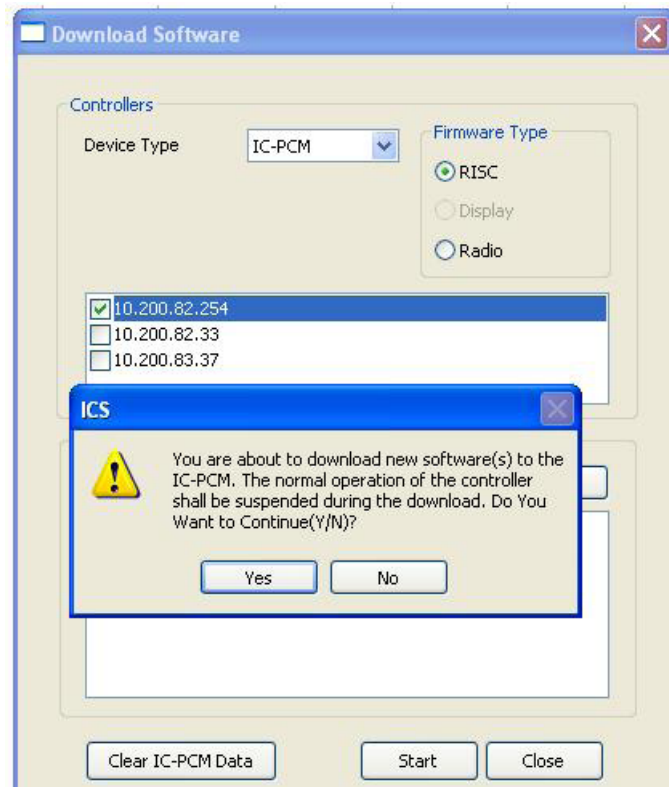 Download Software
Controllers
Device Type
IC-PCM
Firmware Type
RISC
Display
Radio
10.200.82.254
10.200.82.33
10.200.83.37
ICS
You are about to download new software(s) to the
IC-PCM. The normal operation of the controller
shall be suspended during the download. Do You
Want to Continue(Y/N)?
Yes
No
Clear IC-PCM Data
Start
Close